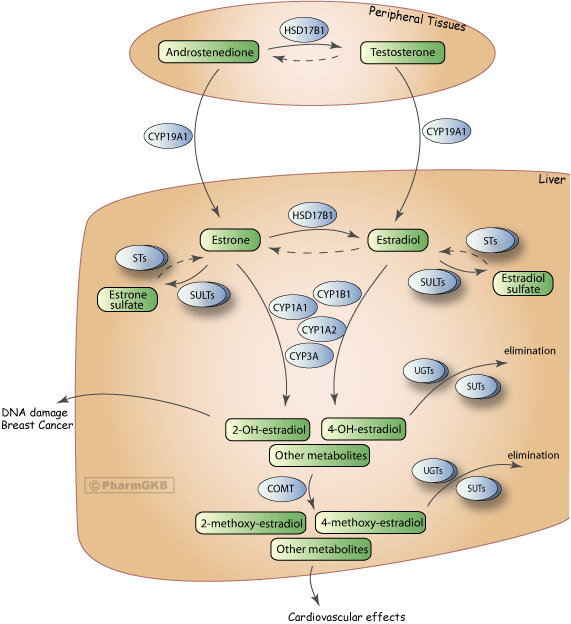 Peripheral Tissues
HSD17B1
Androstenedione
Testosterone
CYP19A1
CYP19A1
Liver
HSD17B1
Estrone
Estradiol
STs
STs
Estrone
sulfate
SULTs
SULTs
Estradiol
sulfate
CYP1A1
CYP1B1
CYP1A2
CYP3A
elimination
UGTs
SUTs
DNA damage
Breast Cancer
2-OH-estradiol
4-OH-estradiol
Other metabolites
elimination
UGTs
SUTs
© PharmGKB
COMT
2-methoxy-estradiol
4-methoxy-estradiol
Other metabolites
Cardiovascular effects